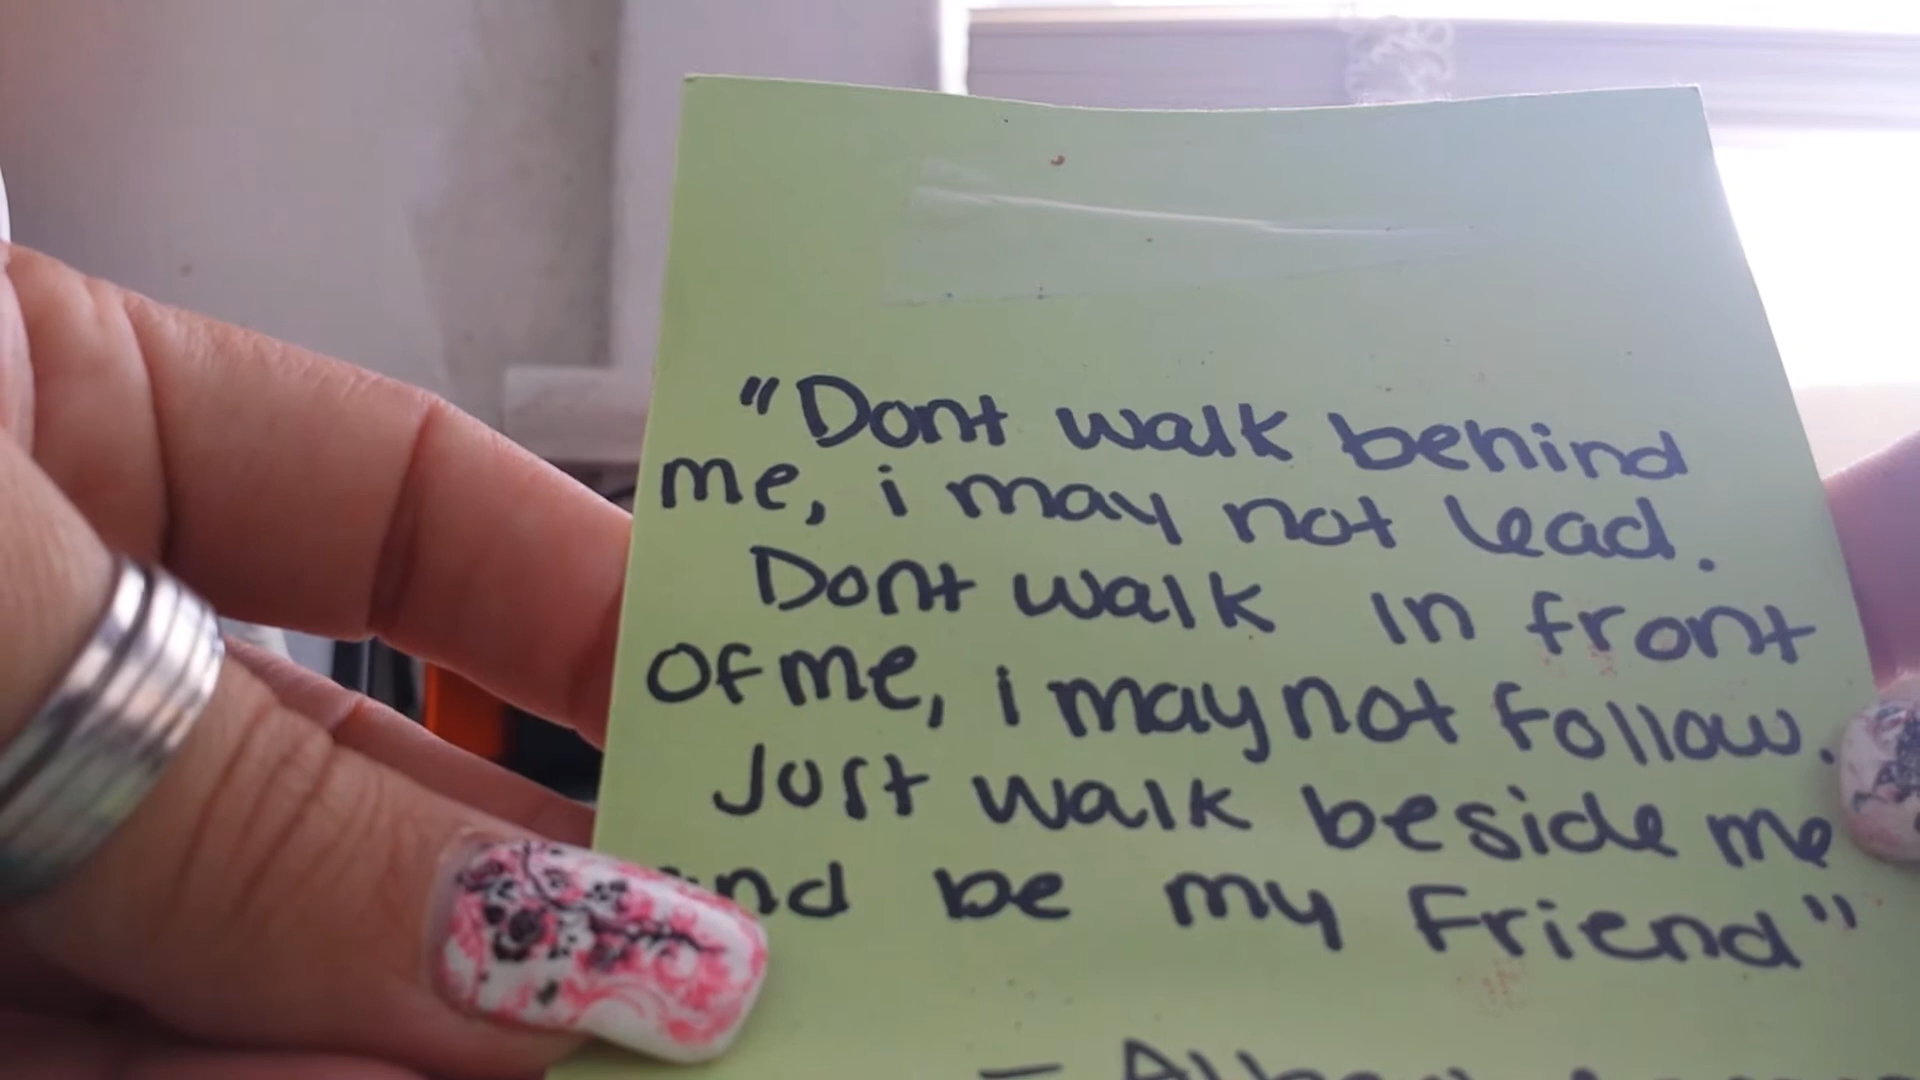 "Dont walk behind
me, i may not lead.
Dont walk in front
of me, i may not follow.
Just walk beside me
and be my friend"